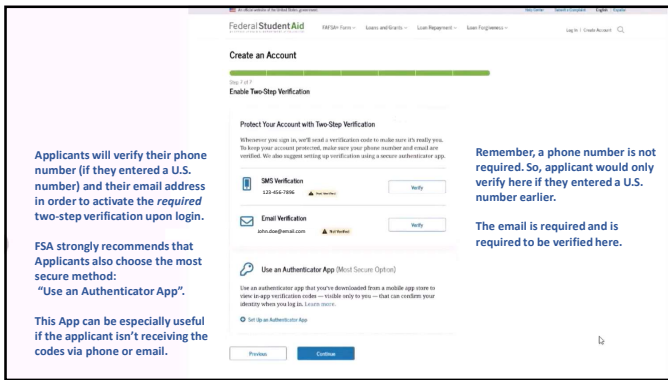 An official website of the United States government.
Help Center Submit a Complaint English Español
Federal Student Aid
FAFSA® Form Loans and Grants Loan Repayment Loan Forgiveness
Log In | Create Account
Create an Account
Step 7 of 7
Enable Two-Step Verification
Protect Your Account with Two-Step Verification
Whenever you sign in, we'll send a verification code to make sure it's really you.
To keep your account protected, make sure your phone number and email are
verified. We also suggest setting up verification using a secure authenticator app.
SMS Verification
123-456-7896 Not Verified
Verify
Email Verification
john.doe@email.com Not Verified
Verify
Use an Authenticator App (Most Secure Option)
Use an authenticator app that you've downloaded from a mobile app store to
view in-app verification codes — visible only to you — that can confirm your
identity when you log in. Learn more.
Set Up an Authenticator App
Previous
Continue
Applicants will verify their phone
number (if they entered a U.S.
number) and their email address
in order to activate the required
two-step verification upon login.
FSA strongly recommends that
Applicants also choose the most
secure method:
"Use an Authenticator App".
This App can be especially useful
if the applicant isn't receiving the
codes via phone or email.
Remember, a phone number is not
required. So, applicant would only
verify here if they entered a U.S.
number earlier.
The email is required and is
required to be verified here.